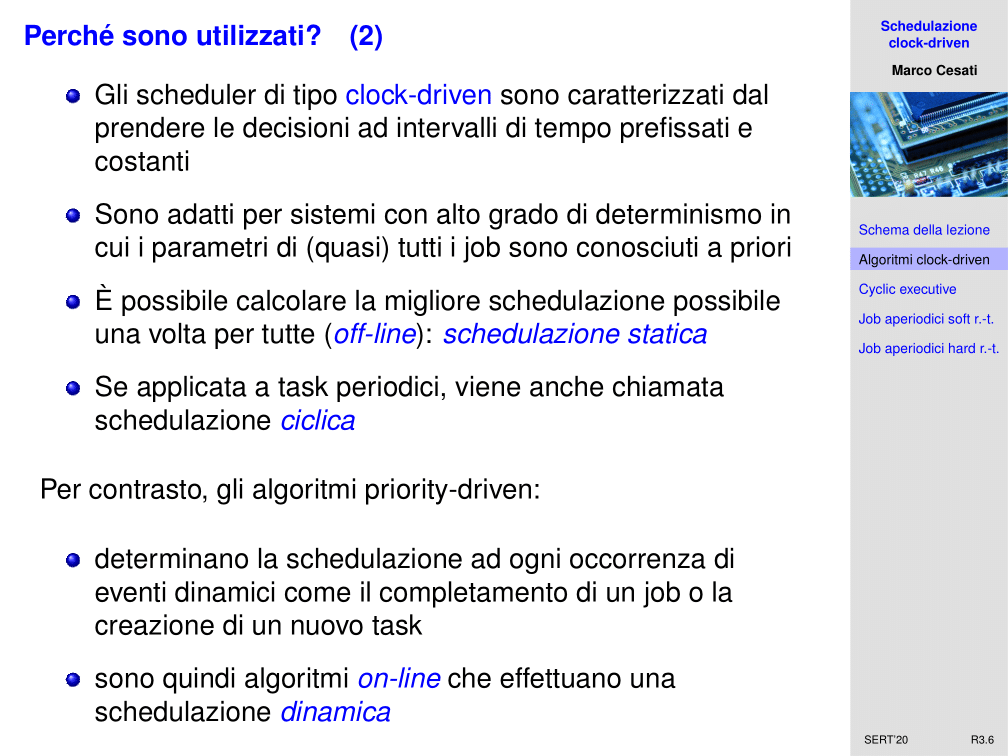 Perché sono utilizzati? (2)
Gli scheduler di tipo clock-driven sono caratterizzati dal
prendere le decisioni ad intervalli di tempo prefissati e
costanti
Sono adatti per sistemi con alto grado di determinismo in
cui i parametri di (quasi) tutti i job sono conosciuti a priori
È possibile calcolare la migliore schedulazione possibile
una volta per tutte (off-line): schedulazione statica
Se applicata a task periodici, viene anche chiamata
schedulazione ciclica
Per contrasto, gli algoritmi priority-driven:
determinano la schedulazione ad ogni occorrenza di
eventi dinamici come il completamento di un job o la
creazione di un nuovo task
sono quindi algoritmi on-line che effettuano una
schedulazione dinamica
Schedulazione
clock-driven
Marco Cesati
R47 R46
Schema della lezione
Algoritmi clock-driven
Cyclic executive
Job aperiodici soft r.-t.
Job aperiodici hard r.-t.
SERT'20 R3.6